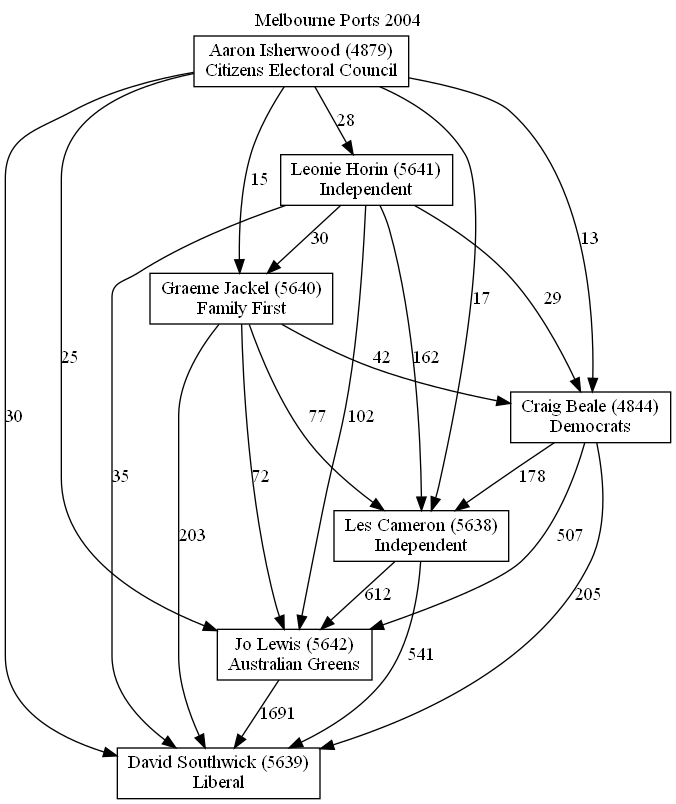 Melbourne Ports 2004
Aaron Isherwood (4879)
Citizens Electoral Council
28
Leonie Horin (5641)
Independent
15
30
13
Graeme Jackel (5640)
Family First
17
29
25
42
162
Craig Beale (4844)
Democrats
30
77
102
35
72
178
Les Cameron (5638)
Independent
203
507
612
205
Jo Lewis (5642)
Australian Greens
541
1691
David Southwick (5639)
Liberal